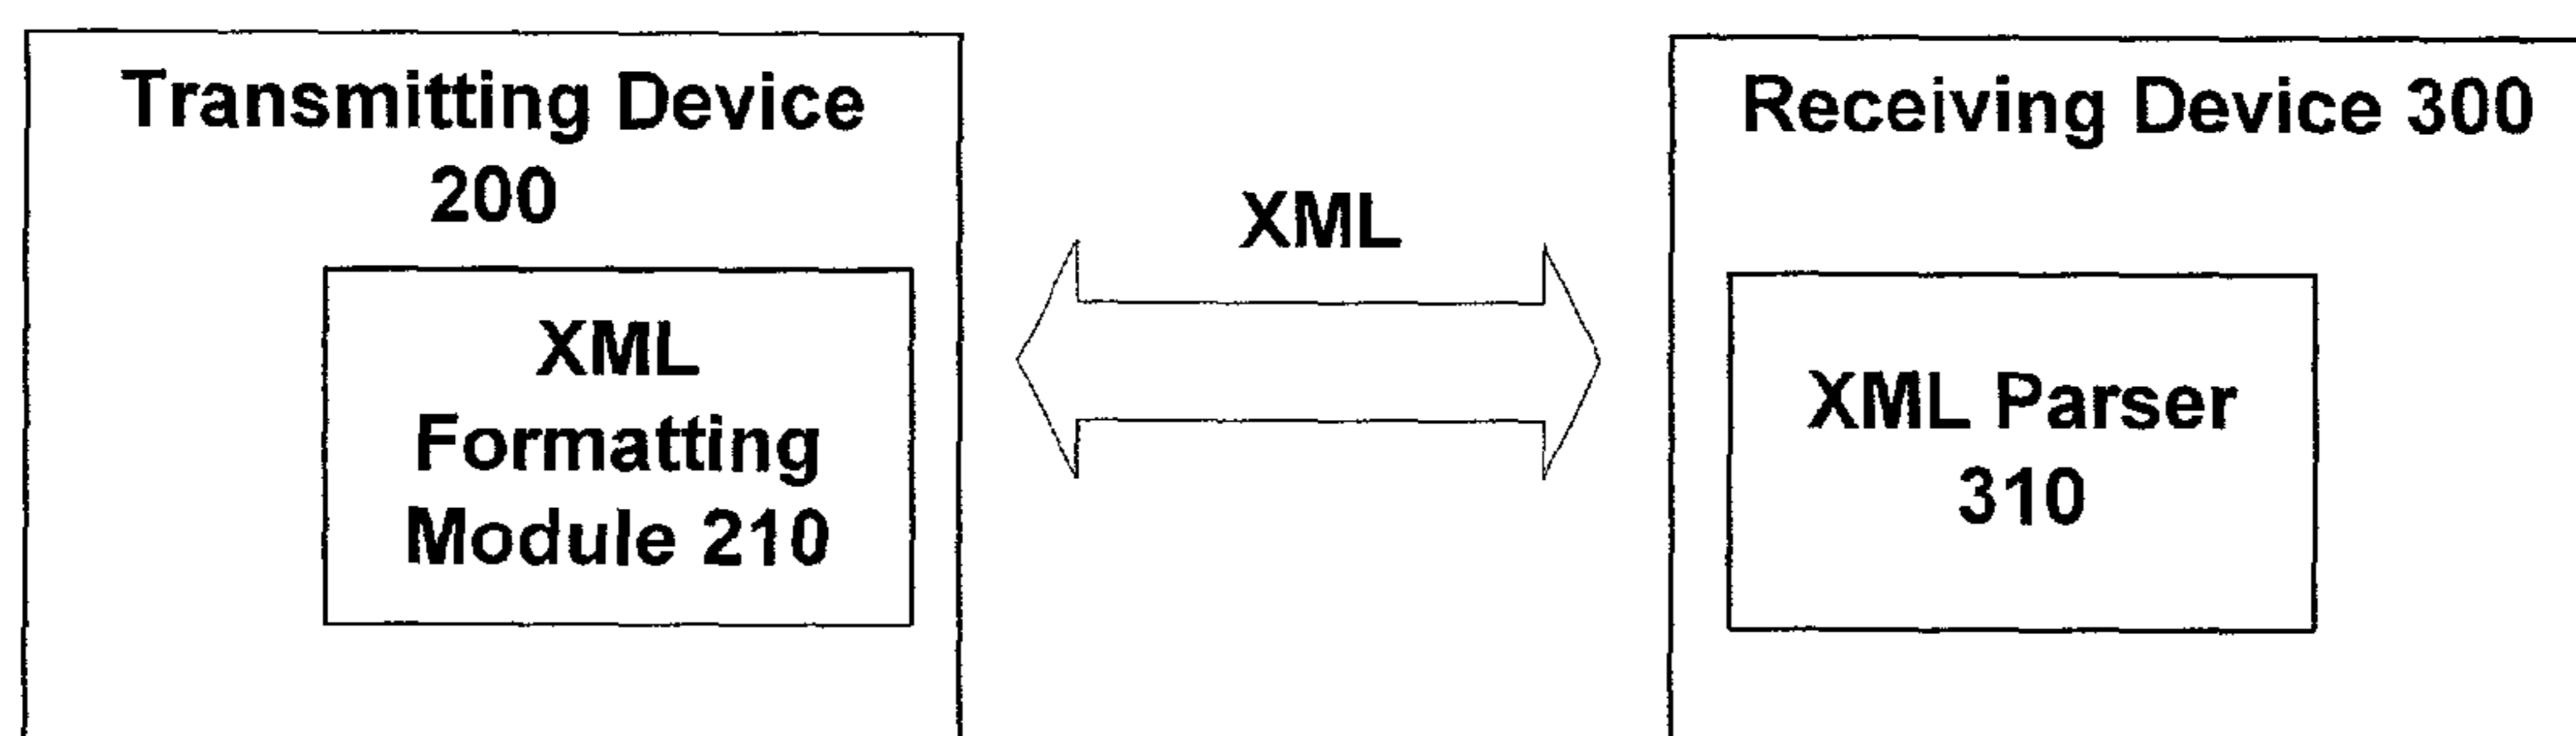 Transmitting Device
200
XML
Formatting
Module 210
XML
Receiving Device 300
XML Parser
310